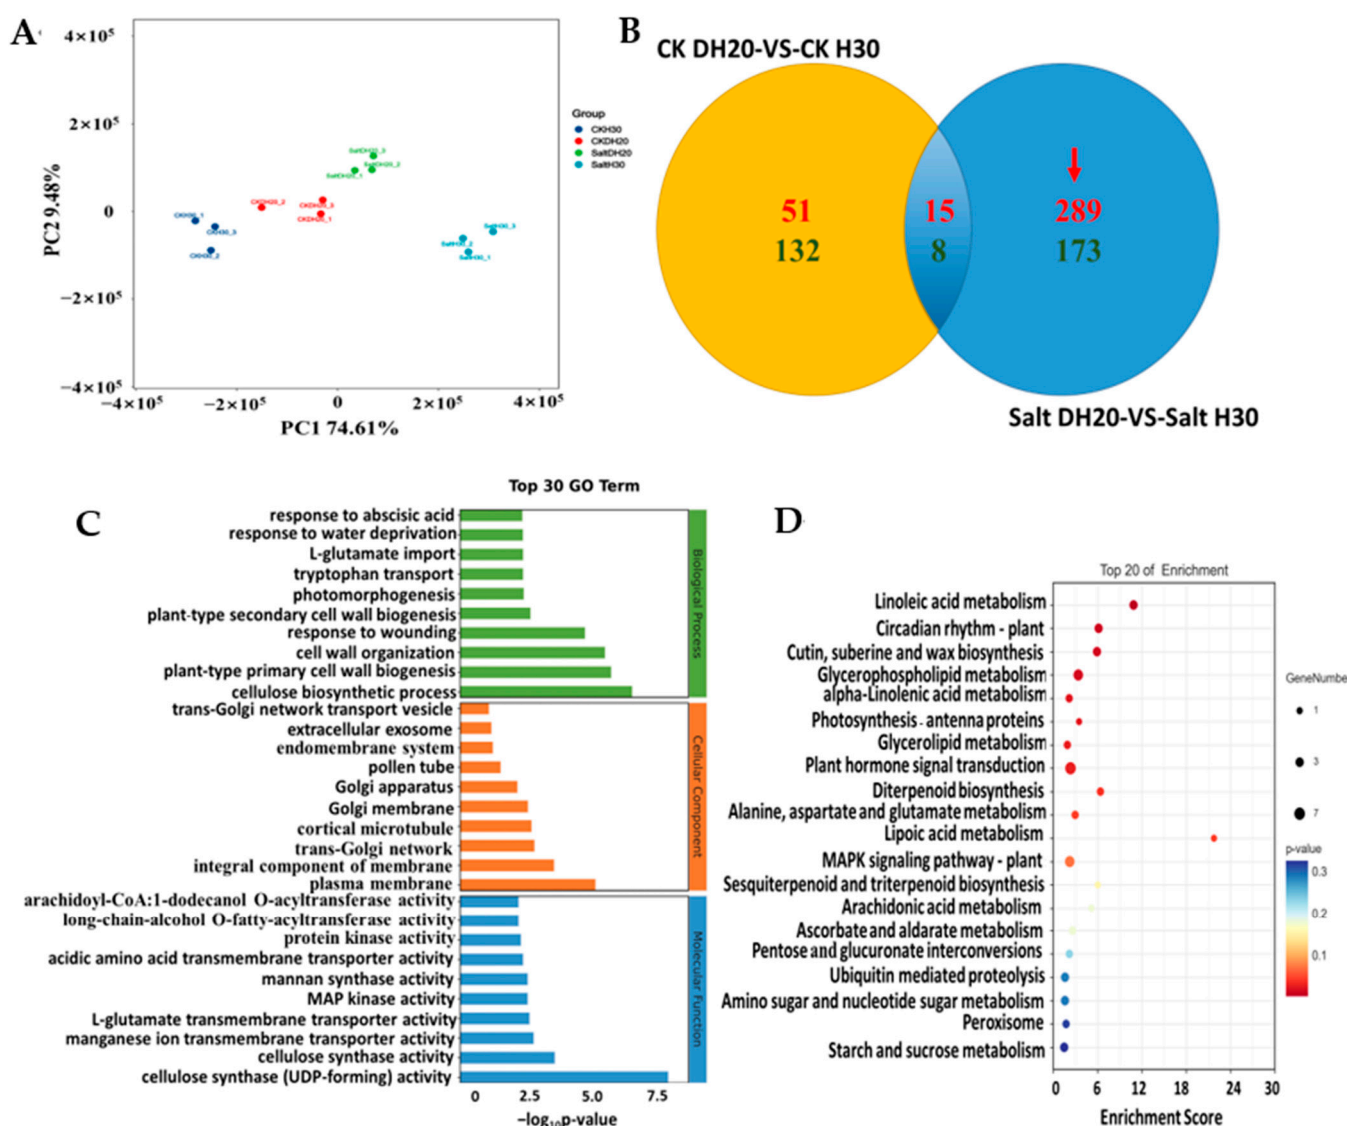 A
4×10⁵
2×10⁵
0
−2×10⁵
−4×10⁵
PC2 9.48%
−4×10⁵
−2×10⁵
0
2×10⁵
4×10⁵
PC1 74.61%
SaltDH20_3
SaltDH20_2
SaltDH20_1
CKDH20_2
CKDH20_3
CKDH20_1
CKH30_1
CKH30_3
CKH30_2
SaltH30_3
SaltH30_2
SaltH30_1
Group
CKH30
CKDH20
SaltDH20
SaltH30
B
CK DH20-VS-CK H30
51
132
15
8
289
173
Salt DH20-VS-Salt H30
C
Top 30 GO Term
response to abscisic acid
response to water deprivation
L-glutamate import
tryptophan transport
photomorphogenesis
plant-type secondary cell wall biogenesis
response to wounding
cell wall organization
plant-type primary cell wall biogenesis
cellulose biosynthetic process
Biological Process
trans-Golgi network transport vesicle
extracellular exosome
endomembrane system
pollen tube
Golgi apparatus
Golgi membrane
cortical microtubule
trans-Golgi network
integral component of membrane
plasma membrane
Cellular Component
arachidoyl-CoA:1-dodecanol O-acyltransferase activity
long-chain-alcohol O-fatty-acyltransferase activity
protein kinase activity
acidic amino acid transmembrane transporter activity
mannan synthase activity
MAP kinase activity
L-glutamate transmembrane transporter activity
manganese ion transmembrane transporter activity
cellulose synthase activity
cellulose synthase (UDP-forming) activity
Molecular Function
0
2.5
5.0
7.5
−log₁₀p-value
D
Top 20 of Enrichment
Linoleic acid metabolism
Circadian rhythm - plant
Cutin, suberine and wax biosynthesis
Glycerophospholipid metabolism
alpha-Linolenic acid metabolism
Photosynthesis - antenna proteins
Glycerolipid metabolism
Plant hormone signal transduction
Diterpenoid biosynthesis
Alanine, aspartate and glutamate metabolism
Lipoic acid metabolism
MAPK signaling pathway - plant
Sesquiterpenoid and triterpenoid biosynthesis
Arachidonic acid metabolism
Ascorbate and aldarate metabolism
Pentose and glucuronate interconversions
Ubiquitin mediated proteolysis
Amino sugar and nucleotide sugar metabolism
Peroxisome
Starch and sucrose metabolism
0
6
12
18
24
30
Enrichment Score
GeneNumbe
1
3
7
p-value
0.3
0.2
0.1